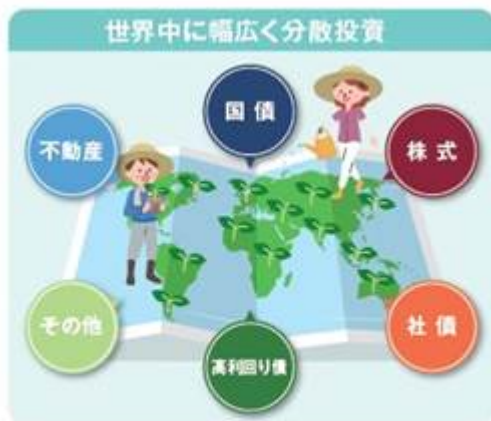 世界中に幅広く分散投資
国債
不動産
株式
その他
社債
高利回り債